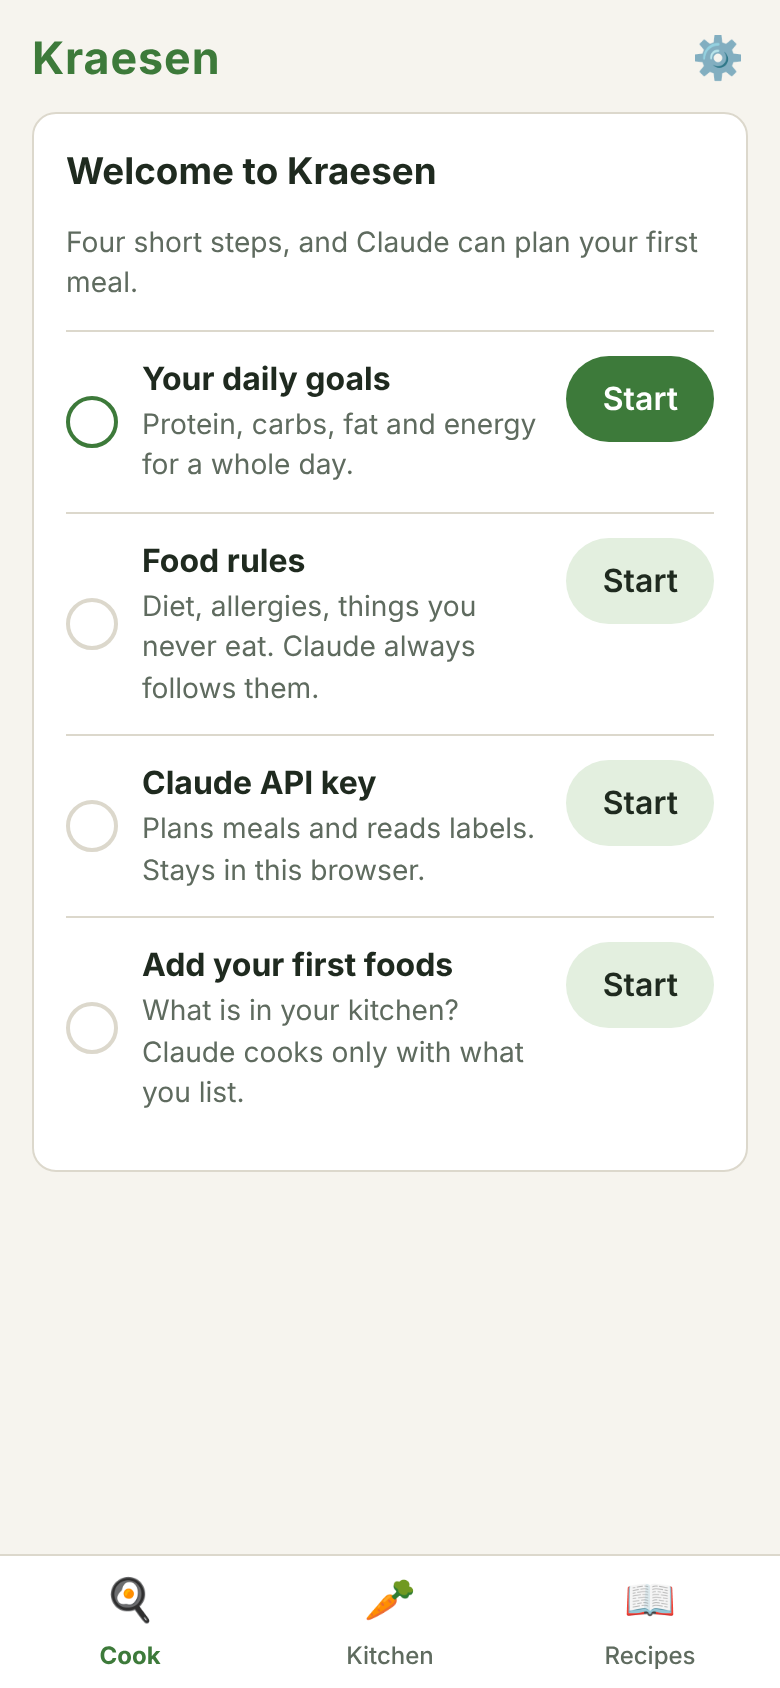 Kraesen
Welcome to Kraesen
Four short steps, and Claude can plan your first
meal.
Your daily goals
Protein, carbs, fat and energy
for a whole day.
Start
Food rules
Diet, allergies, things you
never eat. Claude always
follows them.
Start
Claude API key
Plans meals and reads labels.
Stays in this browser.
Start
Add your first foods
What is in your kitchen?
Claude cooks only with what
you list.
Start
Cook
Kitchen
Recipes